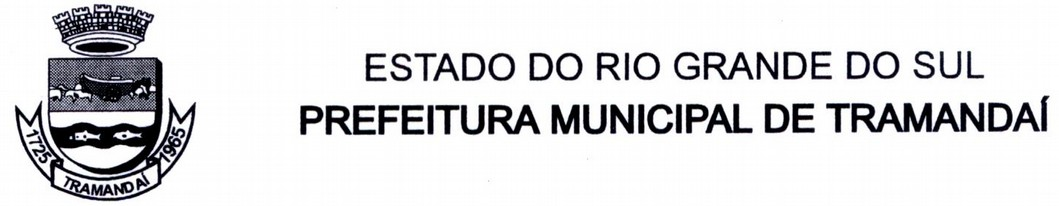 ESTADO DO RIO GRANDE DO SUL
PREFEITURA MUNICIPAL DE TRAMANDAÍ
1725 TRAMANDAÍ 1965